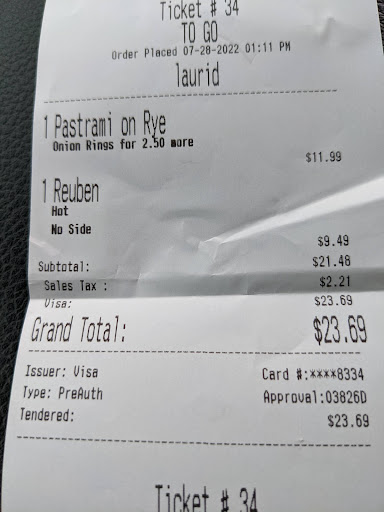 Ticket # 34
TO GO
Order Placed 07-28-2022 01:11 PM
laurid
1 Pastrami on Rye
Onion Rings for 2.50 more
$11.99
1 Reuben
Hot
No Side
$9.49
Subtotal: $21.48
Sales Tax : $2.21
Visa: $23.69
Grand Total: $23.69
Issuer: Visa Card #:****8334
Type: PreAuth Approval:03826D
Tendered: $23.69
Ticket # 34